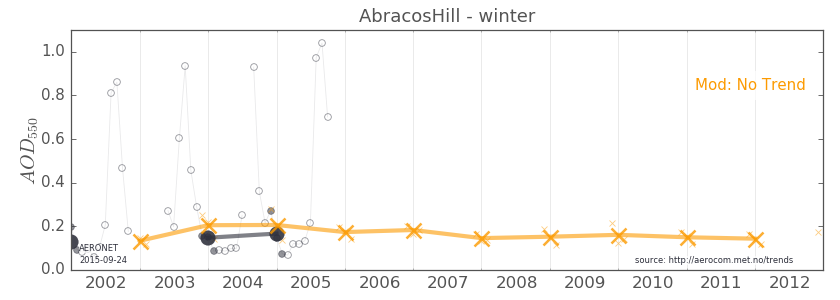 AbracosHill - winter
1.0
0.8
0.6
0.4
0.2
0.0
AOD550
Mod: No Trend
AERONET
2015-09-24
source: http://aerocom.met.no/trends
2002 2003 2004 2005 2006 2007 2008 2009 2010 2011 2012